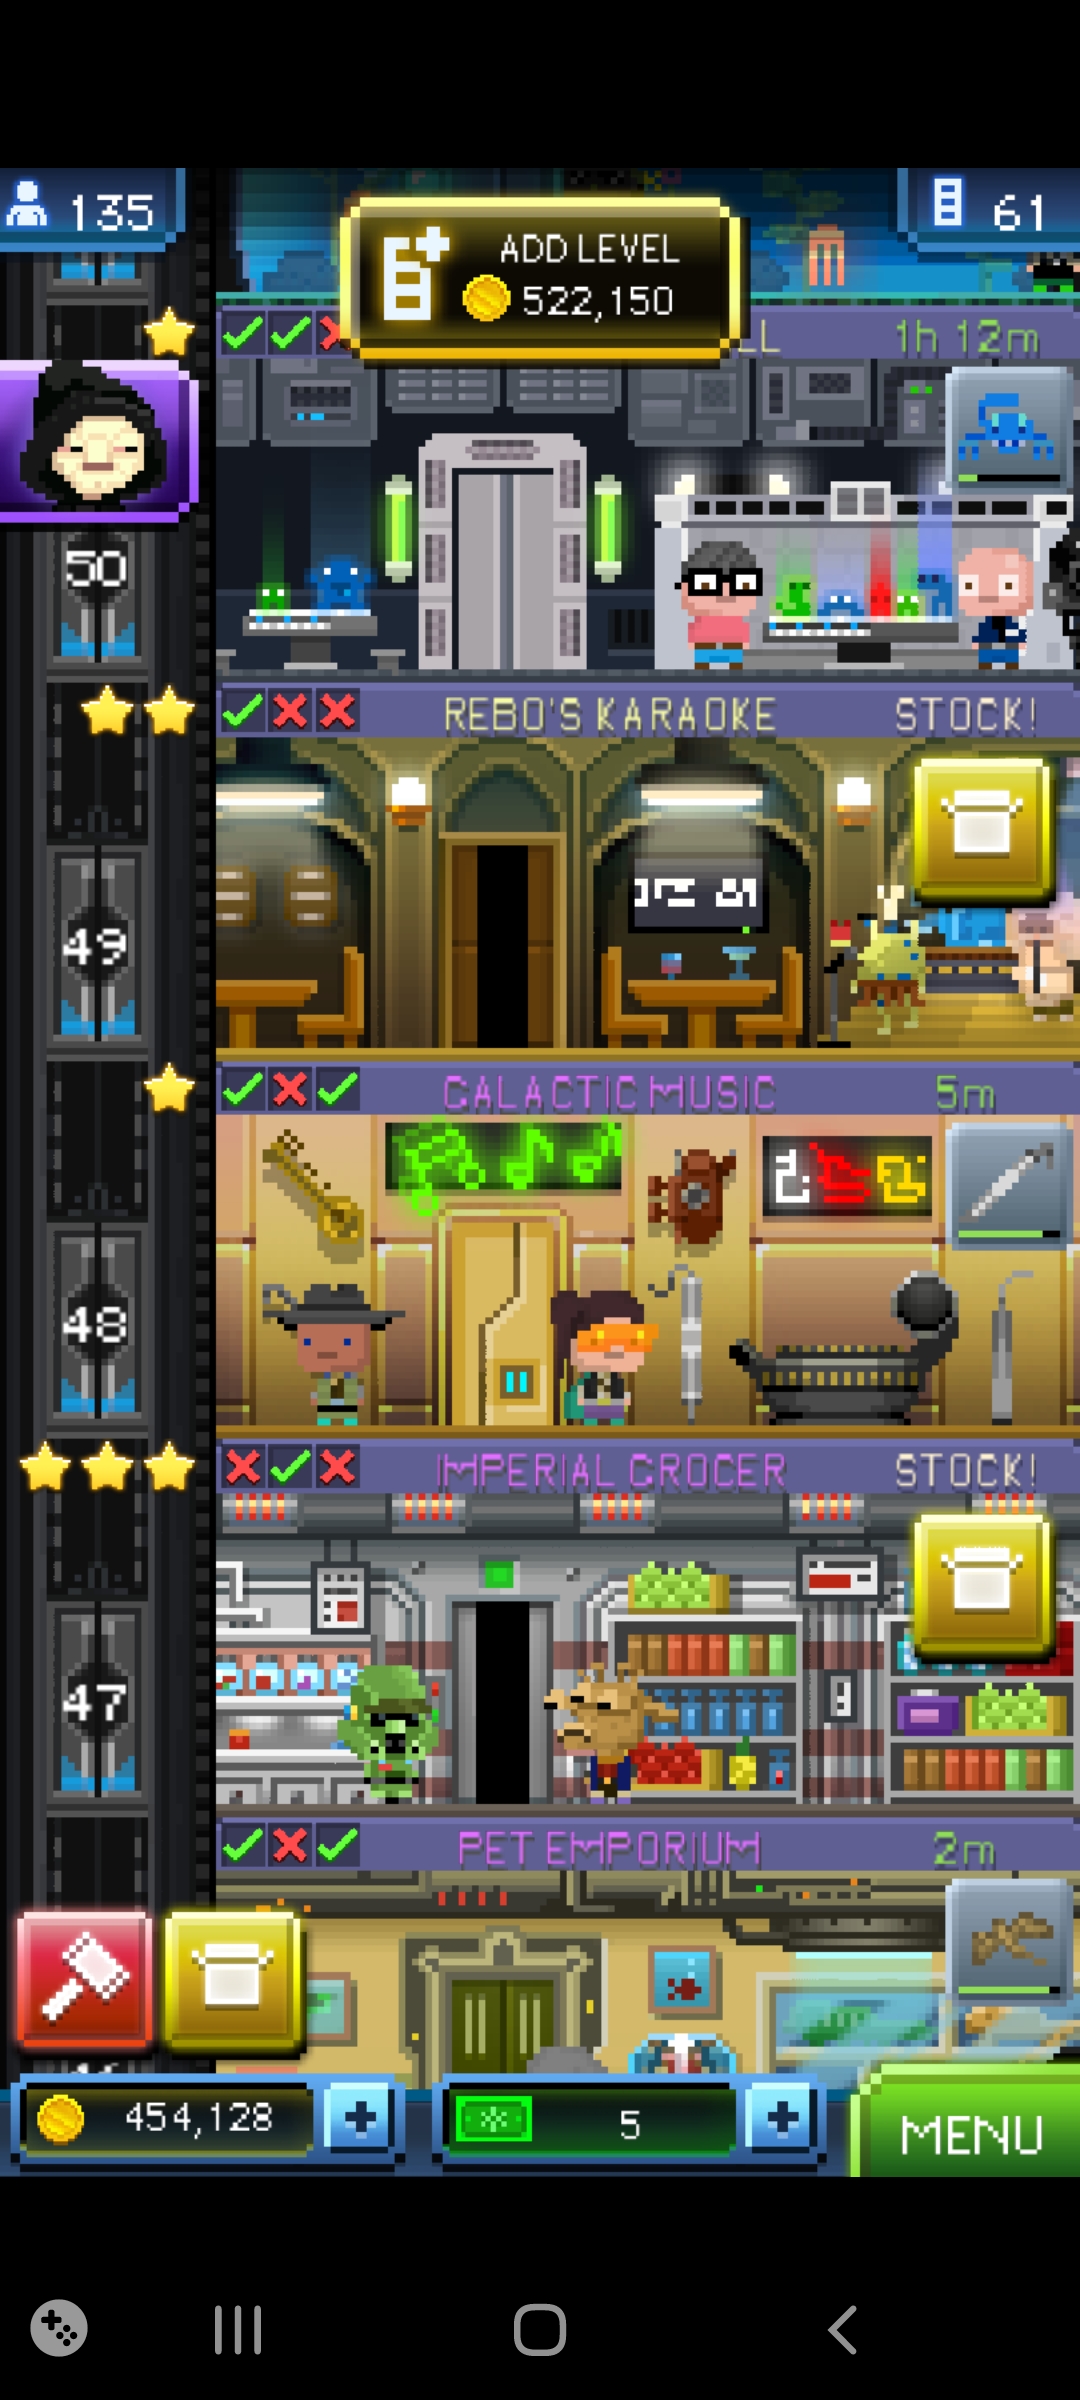 135
ADD LEVEL
522,150
61
LL
1h 12m
50
REBO'S KARAOKE
STOCK!
49
GALACTIC MUSIC
5m
48
IMPERIAL GROCER
STOCK!
47
PET EMPORIUM
2m
454,128
5
MENU